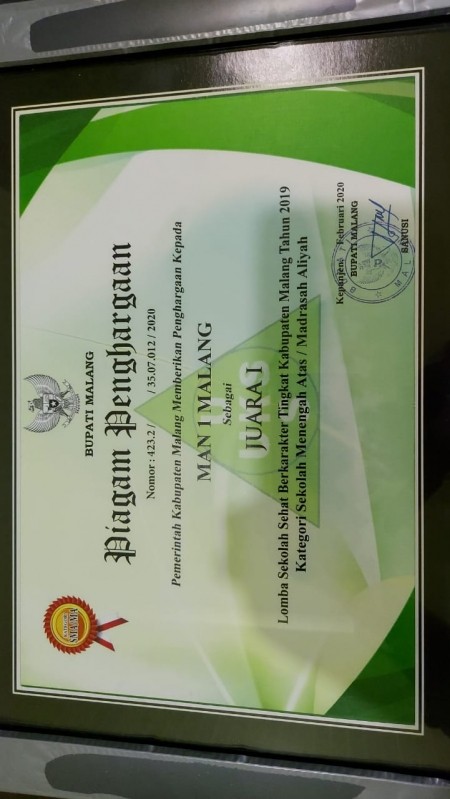 BUPATI MALANG
Piagam Penghargaan
Nomor : 423.2 / / 35.07.012 / 2020
Pemerintah Kabupaten Malang Memberikan Penghargaan Kepada
MAN 1 MALANG
Sebagai
JUARA I
Lomba Sekolah Sehat Berkarakter Tingkat Kabupaten Malang Tahun 2019
Kategori Sekolah Menengah Atas / Madrasah Aliyah
Kepanjen, Februari 2020
BUPATI MALANG
SANUSI
SMA/MA